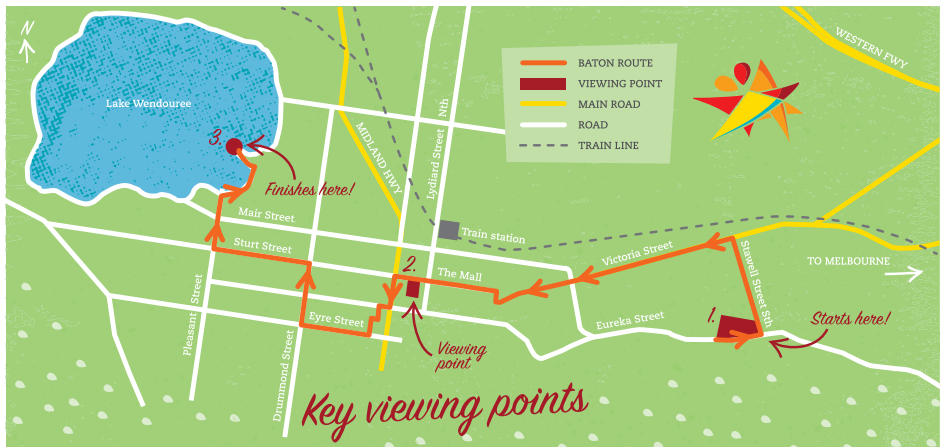 N
WESTERN FWY
BATON ROUTE
VIEWING POINT
MAIN ROAD
ROAD
TRAIN LINE
Lake Wendouree
3.
Finishes here!
MIDLAND HWY
Lydiard Street Nth
Mair Street
Sturt Street
Train station
Victoria Street
TO MELBOURNE
2.
The Mall
Stawell Street Sth
Pleasant Street
Eyre Street
Drummond Street
Eureka Street
1.
Starts here!
Viewing
point
Key viewing points